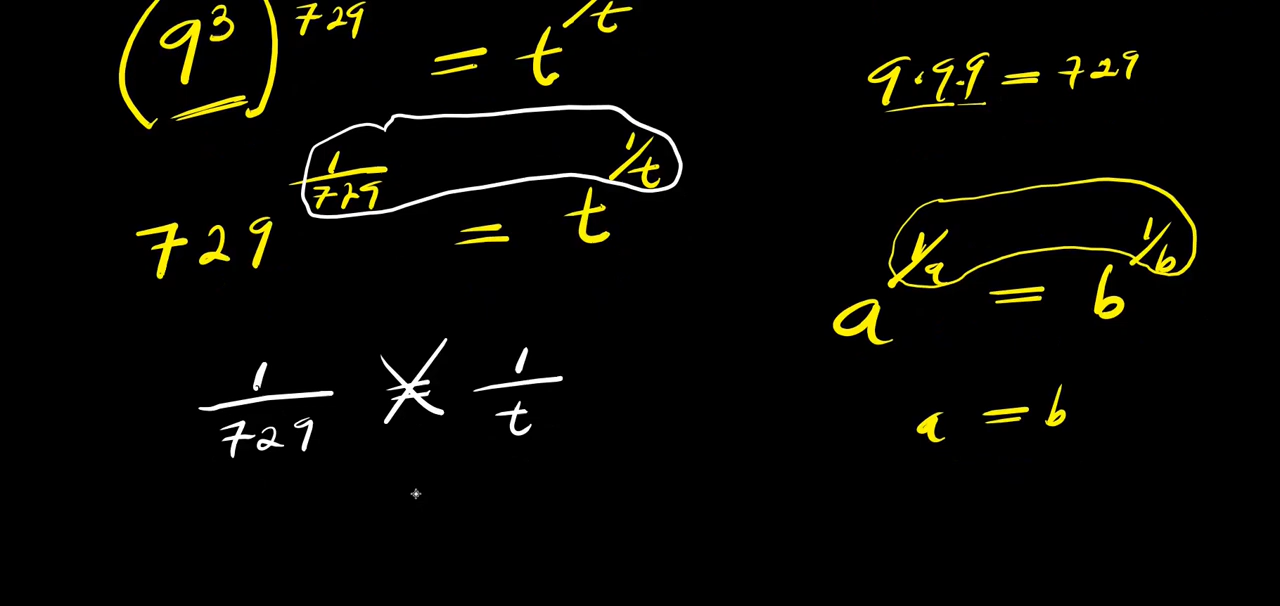 (9³)^729 = t^1/t
9·9·9 = 729
729^1/729 = t^1/t
a^1/a = b^1/b
1/729 = 1/t
a = b